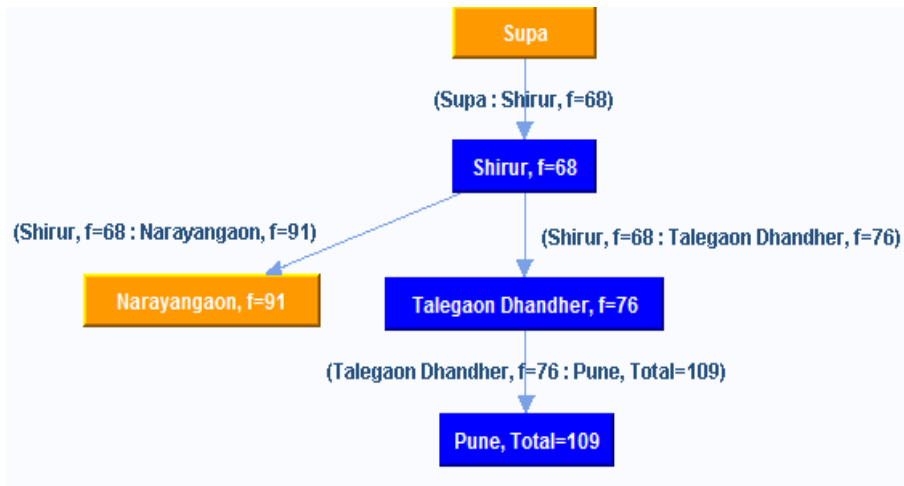 Supa
(Supa : Shirur, f=68)
Shirur, f=68
(Shirur, f=68 : Narayangaon, f=91)
(Shirur, f=68 : Talegaon Dhandher, f=76)
Narayangaon, f=91
Talegaon Dhandher, f=76
(Talegaon Dhandher, f=76 : Pune, Total=109)
Pune, Total=109